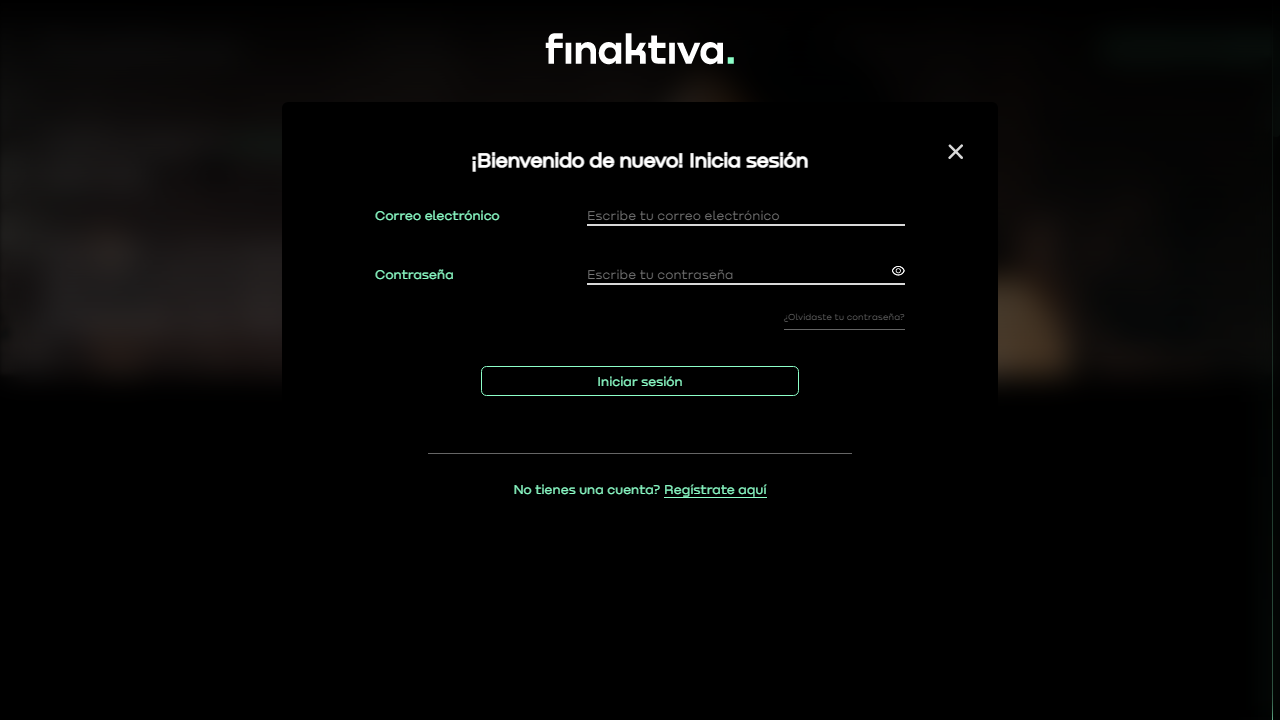 finaktiva.
¡Bienvenido de nuevo! Inicia sesión
Correo electrónico
Escribe tu correo electrónico
Contraseña
Escribe tu contraseña
¿Olvidaste tu contraseña?
Iniciar sesión
No tienes una cuenta? Regístrate aquí